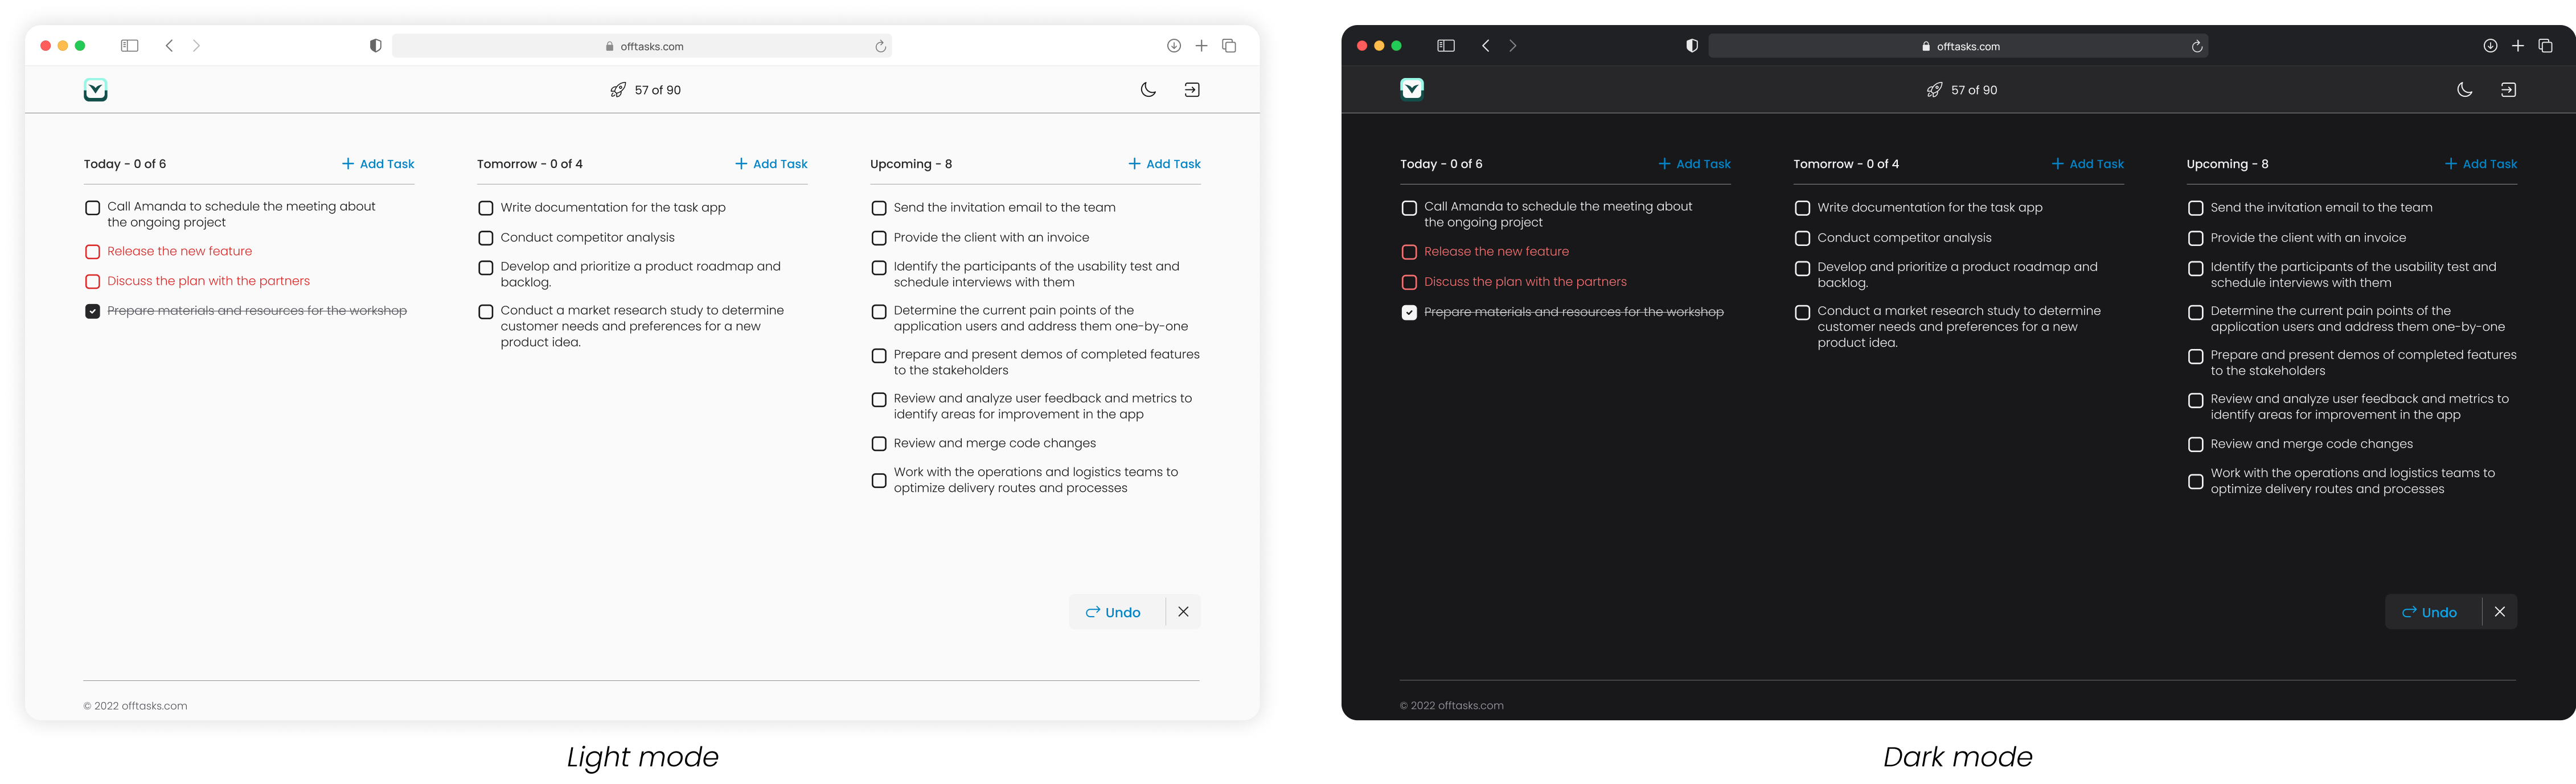 offtasks.com
57 of 90
Today - 0 of 6
+ Add Task
Call Amanda to schedule the meeting about
the ongoing project
Release the new feature
Discuss the plan with the partners
Prepare materials and resources for the workshop
Tomorrow - 0 of 4
+ Add Task
Write documentation for the task app
Conduct competitor analysis
Develop and prioritize a product roadmap and
backlog.
Conduct a market research study to determine
customer needs and preferences for a new
product idea.
Upcoming - 8
+ Add Task
Send the invitation email to the team
Provide the client with an invoice
Identify the participants of the usability test and
schedule interviews with them
Determine the current pain points of the
application users and address them one-by-one
Prepare and present demos of completed features
to the stakeholders
Review and analyze user feedback and metrics to
identify areas for improvement in the app
Review and merge code changes
Work with the operations and logistics teams to
optimize delivery routes and processes
Undo
© 2022 offtasks.com
Light mode
offtasks.com
57 of 90
Today - 0 of 6
+ Add Task
Call Amanda to schedule the meeting about
the ongoing project
Release the new feature
Discuss the plan with the partners
Prepare materials and resources for the workshop
Tomorrow - 0 of 4
+ Add Task
Write documentation for the task app
Conduct competitor analysis
Develop and prioritize a product roadmap and
backlog.
Conduct a market research study to determine
customer needs and preferences for a new
product idea.
Upcoming - 8
+ Add Task
Send the invitation email to the team
Provide the client with an invoice
Identify the participants of the usability test and
schedule interviews with them
Determine the current pain points of the
application users and address them one-by-one
Prepare and present demos of completed features
to the stakeholders
Review and analyze user feedback and metrics to
identify areas for improvement in the app
Review and merge code changes
Work with the operations and logistics teams to
optimize delivery routes and processes
Undo
© 2022 offtasks.com
Dark mode